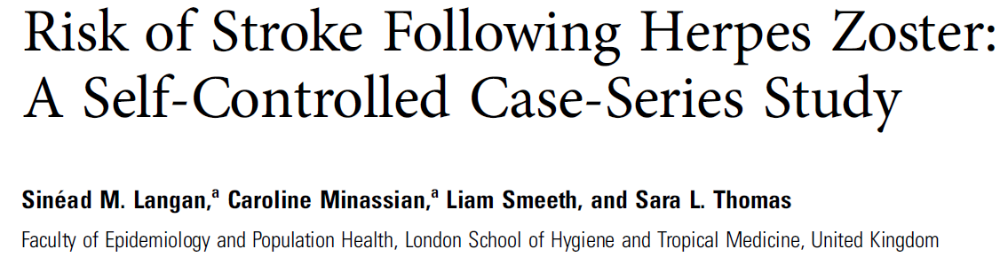 Risk of Stroke Following Herpes Zoster:
A Self-Controlled Case-Series Study
Sinéad M. Langan,a Caroline Minassian,a Liam Smeeth, and Sara L. Thomas
Faculty of Epidemiology and Population Health, London School of Hygiene and Tropical Medicine, United Kingdom